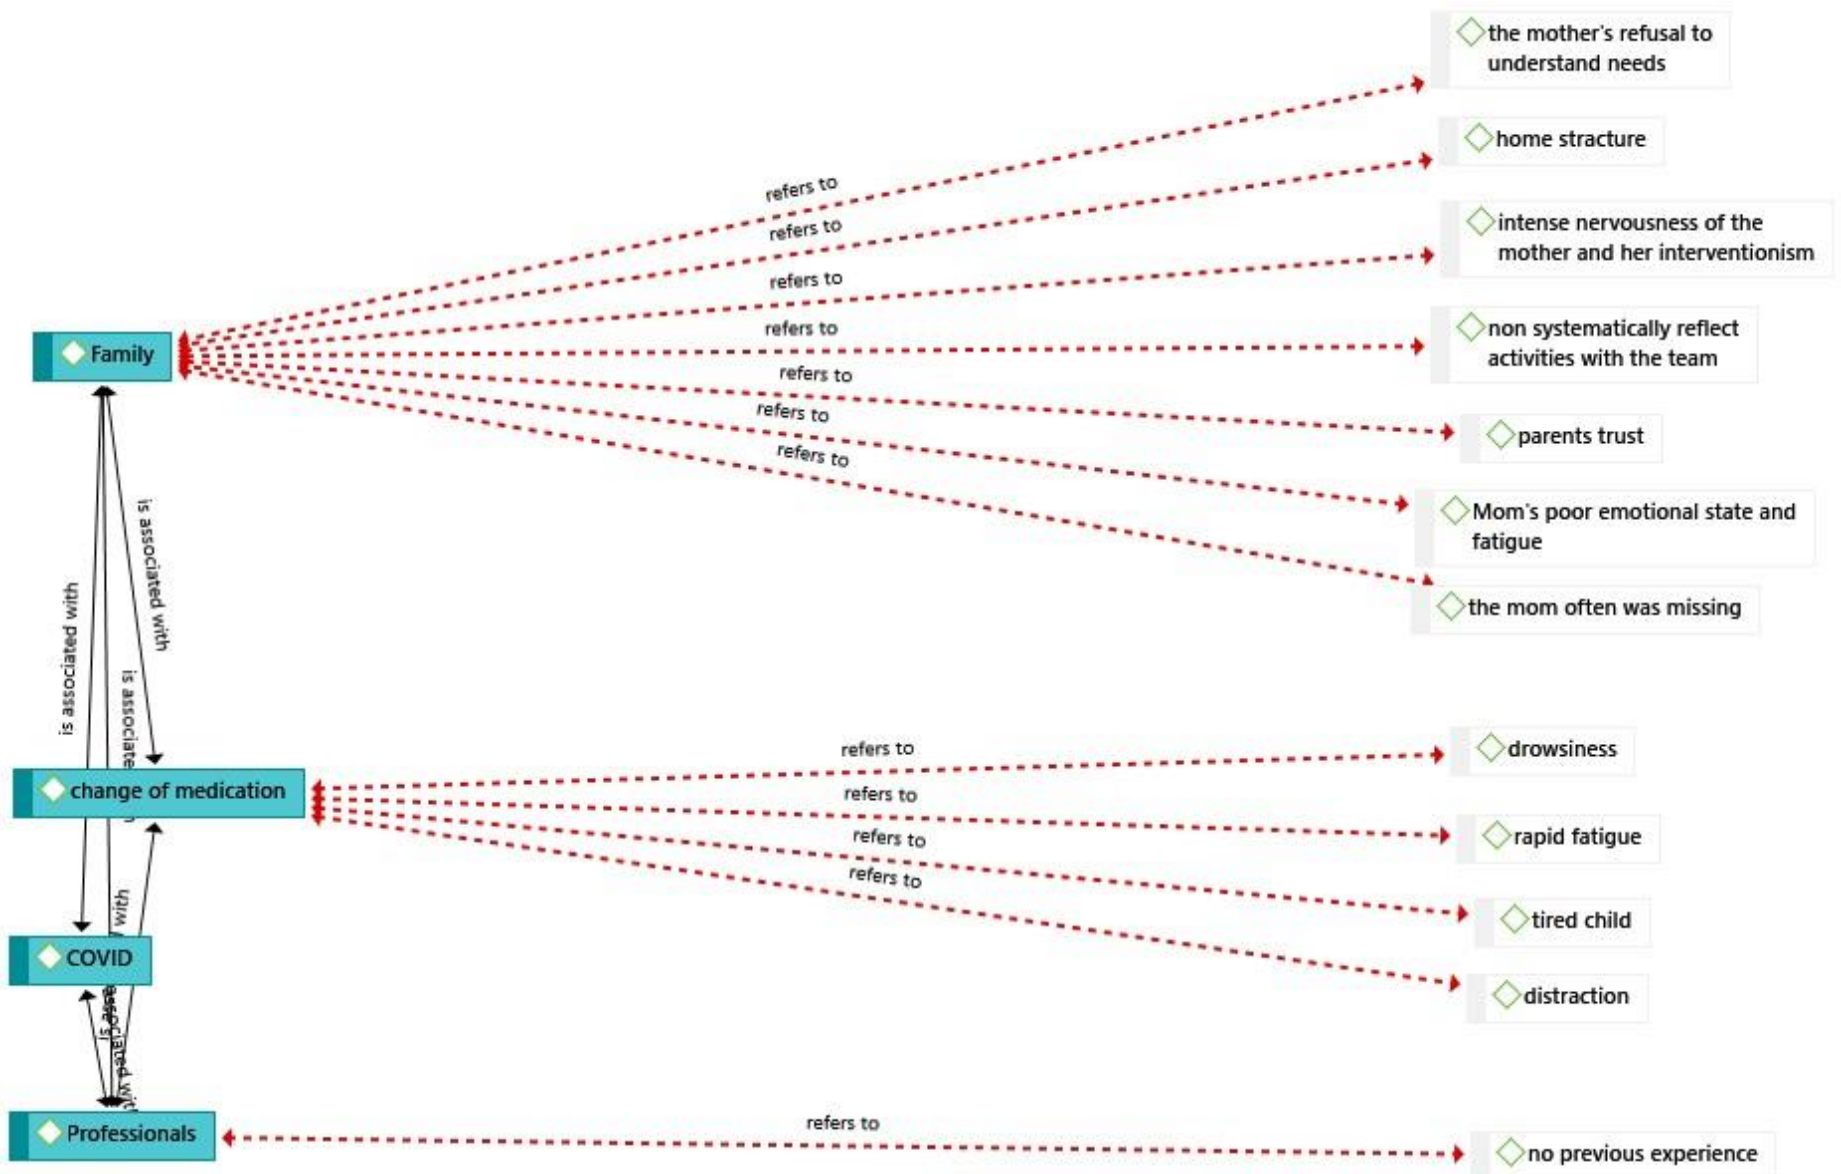 the mother's refusal to
understand needs
home stracture
refers to
refers to
intense nervousness of the
mother and her interventionism
refers to
refers to
non systematically reflect
activities with the team
Family
refers to
refers to
parents trust
refers to
Mom's poor emotional state and
fatigue
is associated with
is associated with
the mom often was missing
drowsiness
refers to
change of medication
refers to
rapid fatigue
refers to
refers to
tired child
with
COVID
distraction
refers to
Professionals
no previous experience